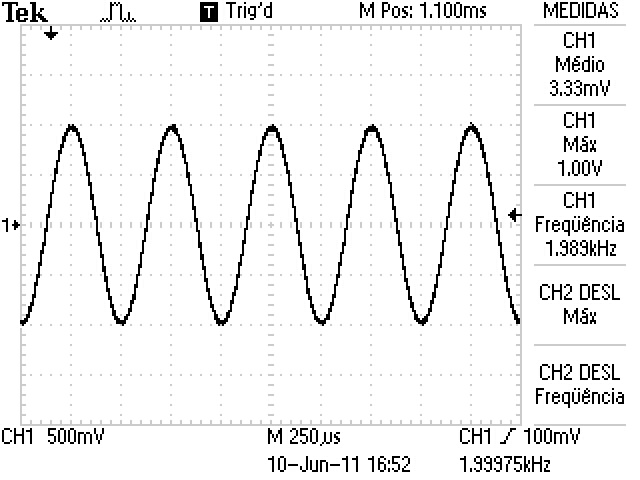 Tek T Trig'd M Pos: 1.100ms MEDIDAS
CH1
Médio
3.33mV
CH1
Máx
1.00V
CH1
Freqüência
1.989kHz
CH2 DESL
Máx
CH2 DESL
Freqüência
1
CH1 500mV M 250µs CH1 100mV
10-Jun-11 16:52 1.99975kHz